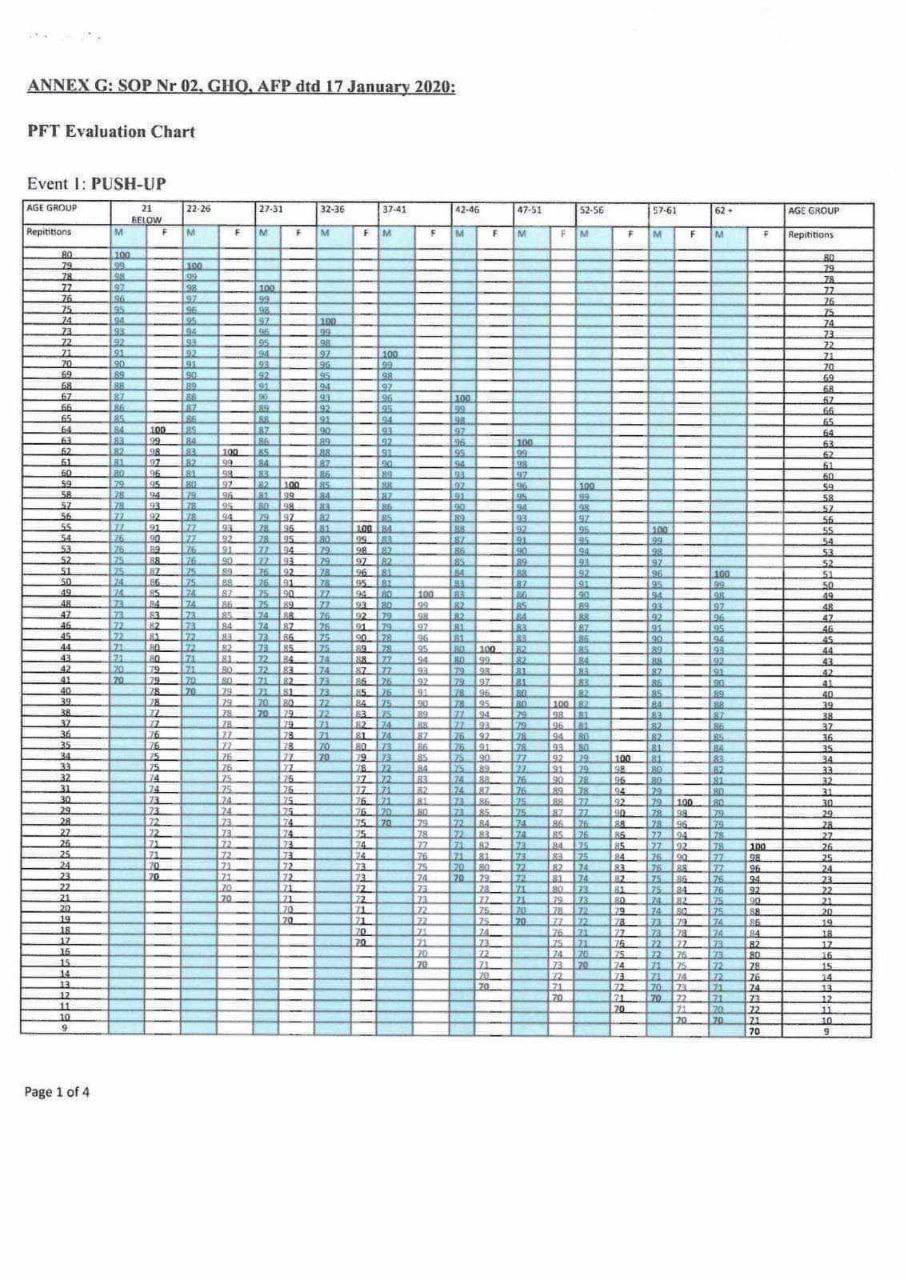 ANNEX G: SOP Nr 02, GHQ, AFP dtd 17 January 2020:
PFT Evaluation Chart
Event 1: PUSH-UP
AGE GROUP 21 BELOW 22-26 27-31 32-36 37-41 42-46 47-51 52-56 57-61 62 + AGE GROUP
Repititions M F M F M F M F M F M F M F M F M F M F Repititions
80 100 80
79 99 100 79
78 98 99 78
77 97 98 100 77
76 96 97 99 76
75 95 96 98 75
74 94 95 97 100 74
73 93 94 96 99 73
72 92 93 95 98 72
71 91 92 94 97 100 71
70 90 91 93 96 99 70
69 89 90 92 95 98 69
68 88 89 91 94 97 68
67 87 88 90 93 96 100 67
66 86 87 89 92 95 99 66
65 85 86 88 91 94 98 65
64 84 100 85 87 90 93 97 64
63 83 99 84 86 89 92 96 100 63
62 82 98 83 100 85 88 91 95 99 62
61 81 97 82 99 84 87 90 94 98 61
60 80 96 81 98 83 86 89 93 97 60
59 79 95 80 97 82 100 85 88 92 96 100 59
58 78 94 79 96 81 99 84 87 91 95 99 58
57 78 93 78 95 80 98 83 86 90 94 98 57
56 77 92 78 94 79 97 82 85 89 93 97 56
55 77 91 77 93 78 96 81 100 84 88 92 96 100 55
54 76 90 77 92 78 95 80 99 83 87 91 95 99 54
53 76 89 76 91 77 94 79 98 82 86 90 94 98 53
52 75 88 76 90 77 93 79 97 82 85 89 93 97 52
51 75 87 75 89 76 92 78 96 81 84 88 92 96 100 51
50 74 86 75 88 76 91 78 95 81 83 87 91 95 99 50
49 74 85 74 87 75 90 77 94 80 100 83 86 90 94 98 49
48 73 84 74 86 75 89 77 93 80 99 82 85 89 93 97 48
47 73 83 73 85 74 88 76 92 79 98 82 84 88 92 96 47
46 72 82 73 84 74 87 76 91 79 97 81 83 87 91 95 46
45 72 81 72 83 73 86 75 90 78 96 81 83 86 90 94 45
44 71 80 72 82 73 85 75 89 78 95 80 100 82 85 89 93 44
43 71 80 71 81 72 84 74 88 77 94 80 99 82 84 88 92 43
42 70 79 71 80 72 83 74 87 77 93 79 98 81 83 87 91 42
41 70 79 70 80 71 82 73 86 76 92 79 97 81 83 86 90 41
40 78 70 79 71 81 73 85 76 91 78 96 80 82 85 89 40
39 78 79 70 80 72 84 75 90 78 95 80 100 82 84 88 39
38 77 78 70 79 72 83 75 89 77 94 79 98 81 83 87 38
37 77 78 79 71 82 74 88 77 93 79 96 81 82 86 37
36 76 77 78 71 81 74 87 76 92 78 94 80 82 85 36
35 76 77 78 70 80 73 86 76 91 78 93 80 81 84 35
34 75 76 77 70 79 73 85 75 90 77 92 79 100 81 83 34
33 75 76 77 78 72 84 75 89 77 91 79 98 80 82 33
32 74 75 76 77 72 83 74 88 76 90 78 96 80 81 32
31 74 75 76 77 71 82 74 87 76 89 78 94 79 80 31
30 73 74 75 76 71 81 73 86 75 88 77 92 79 100 80 30
29 73 74 75 76 70 80 73 85 75 87 77 90 78 98 79 29
28 72 73 74 75 70 79 72 84 74 86 76 88 78 96 79 28
27 72 73 74 75 78 72 83 74 85 76 86 77 94 78 27
26 71 72 73 74 77 71 82 73 84 75 85 77 92 78 100 26
25 71 72 73 74 76 71 81 73 83 75 84 76 90 77 98 25
24 70 71 72 73 75 70 80 72 82 74 83 76 88 77 96 24
23 70 71 72 73 74 70 79 72 81 74 82 75 86 76 94 23
22 70 71 72 73 78 71 80 73 81 75 84 76 92 22
21 70 71 72 73 77 71 79 73 80 74 82 75 90 21
20 70 71 72 76 70 78 72 79 74 80 75 88 20
19 70 71 72 75 70 77 72 78 73 79 74 86 19
18 70 71 74 76 71 77 73 78 74 84 18
17 70 71 73 75 71 76 72 77 73 82 17
16 70 72 74 70 75 72 76 73 80 16
15 70 71 73 70 74 71 75 72 78 15
14 70 72 73 71 74 72 76 14
13 70 71 72 70 73 71 74 13
12 70 71 70 72 71 73 12
11 70 71 70 72 11
10 70 70 71 10
9 70 9
Page 1 of 4